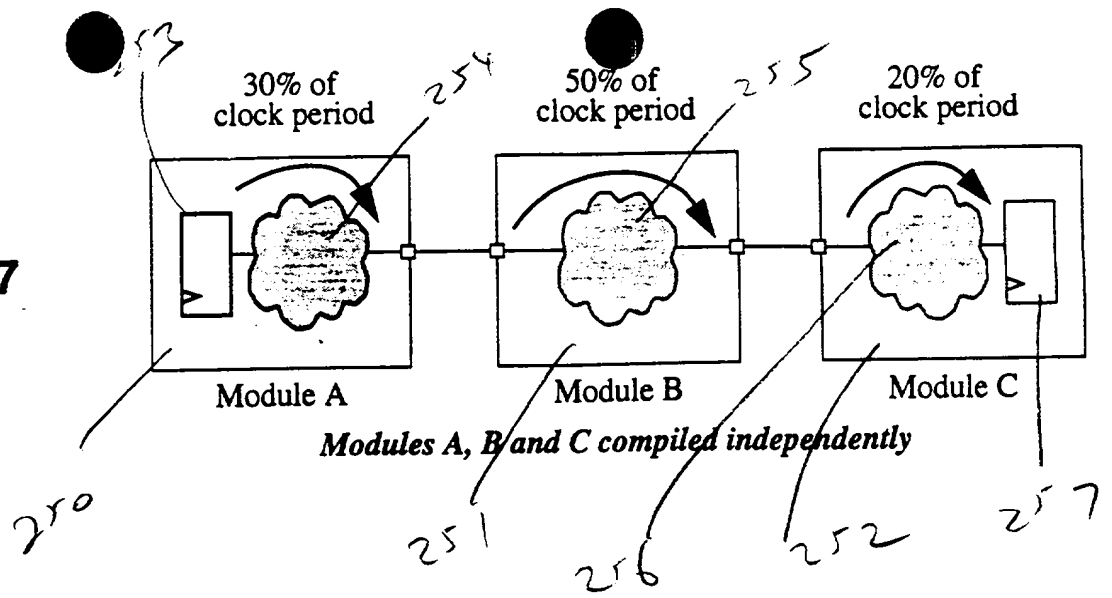 253
30% of
clock period
254
50% of
clock period
255
20% of
clock period
7
Module A
Module B
Module C
Modules A, B and C compiled independently
250
251
256
252
257